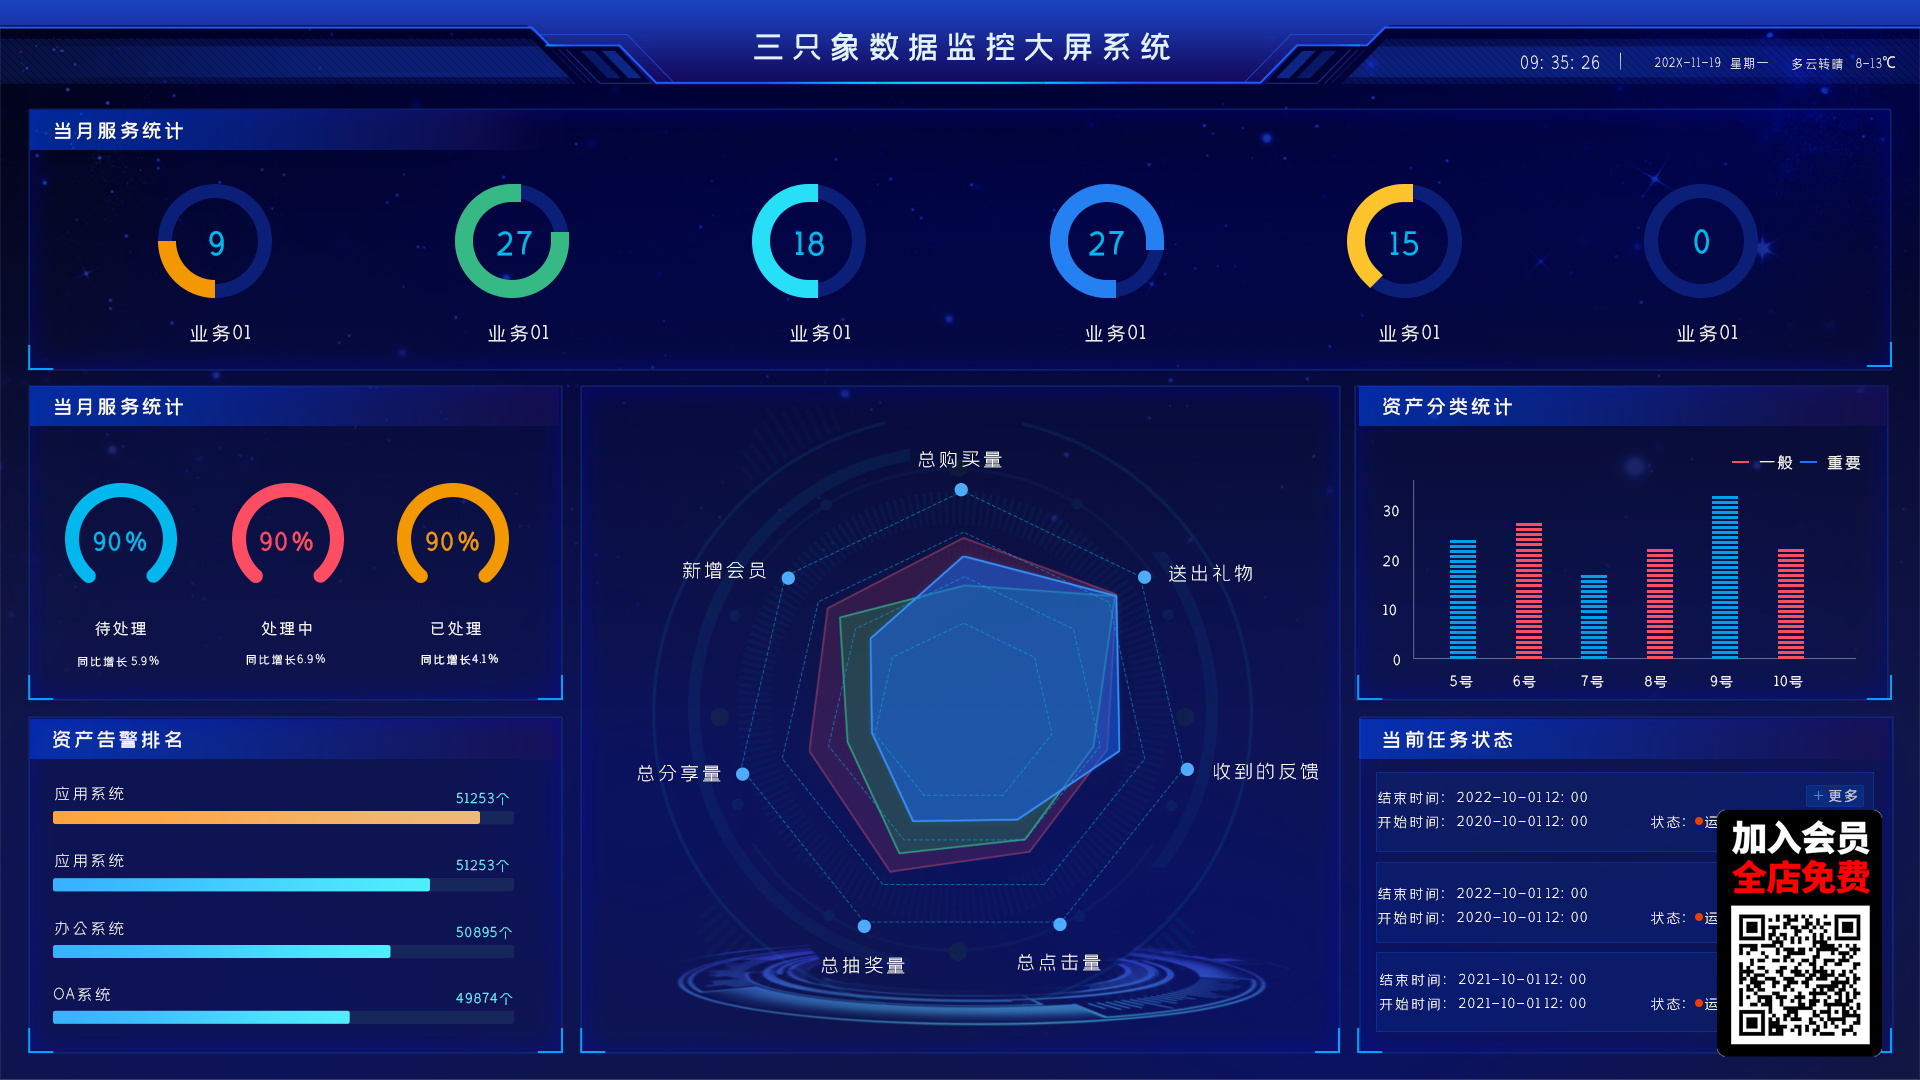 三只象数据监控大屏系统
09: 35: 26
202X-11-19 星期一 多云转晴 8-13℃
当月服务统计
9
27
18
27
15
0
业务01
业务01
业务01
业务01
业务01
业务01
当月服务统计
90%
90%
90%
待处理
处理中
已处理
同比增长5.9%
同比增长6.9%
同比增长4.1%
资产告警排名
应用系统
51253个
应用系统
51253个
办公系统
50895个
OA系统
49874个
总购买量
新增会员
送出礼物
总分享量
收到的反馈
总抽奖量
总点击量
资产分类统计
一般 重要
30
20
10
0
5号 6号 7号 8号 9号 10号
当前任务状态
结束时间: 2022-10-0112: 00
+ 更多
开始时间: 2020-10-0112: 00
状态: 运
结束时间: 2022-10-0112: 00
开始时间: 2020-10-0112: 00
状态: 运
结束时间: 2021-10-0112: 00
开始时间: 2021-10-0112: 00
状态: 运
加入会员
全店免费